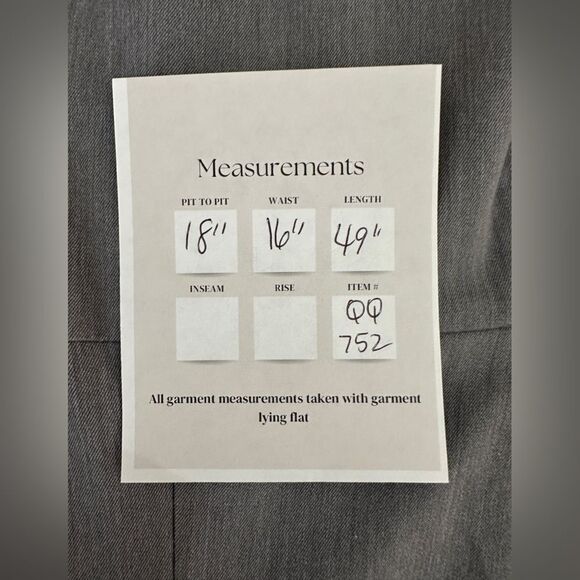 Measurements
PIT TO PIT WAIST LENGTH
18" 16" 49"
INSEAM RISE ITEM #
QQ
752
All garment measurements taken with garment
lying flat